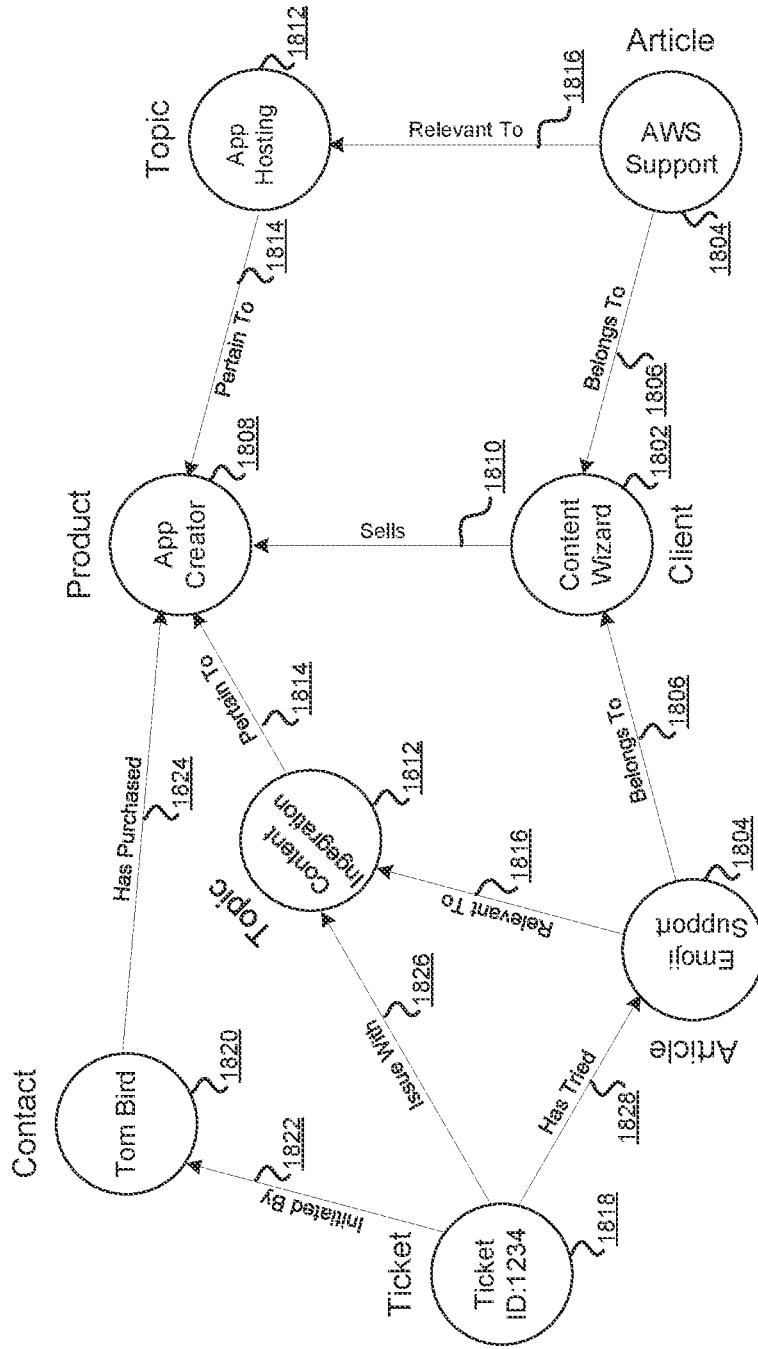 Contact
Tom Bird
1820
Has Purchased
1824
Product
App
Creator
1808
Pertain To
1814
Topic
App
Hosting
1812
Initiated By
1822
Topic
Content
Ingegration
1812
Pertain To
1814
Sells
1810
Relevant To
1816
Issue With
1826
Relevant To
1816
Ticket
Ticket
ID:1234
1818
Has Tried
1828
Article
Emoji
Support
1804
Belongs To
1806
Content
Wizard
Client
1802
Belongs To
1806
Article
AWS
Support
1804